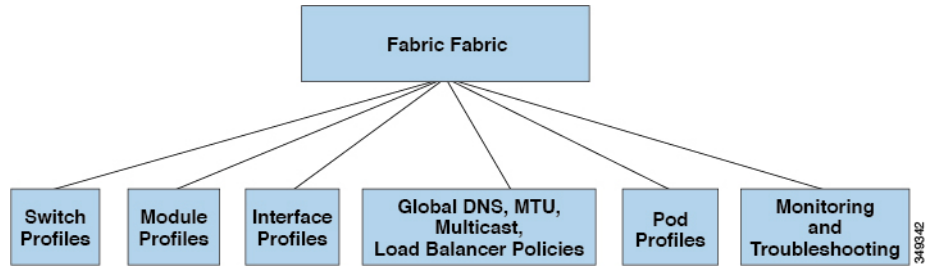 Fabric Fabric
Switch
Profiles
Module
Profiles
Interface
Profiles
Global DNS, MTU,
Multicast,
Load Balancer Policies
Pod
Profiles
Monitoring
and
Troubleshooting
349342